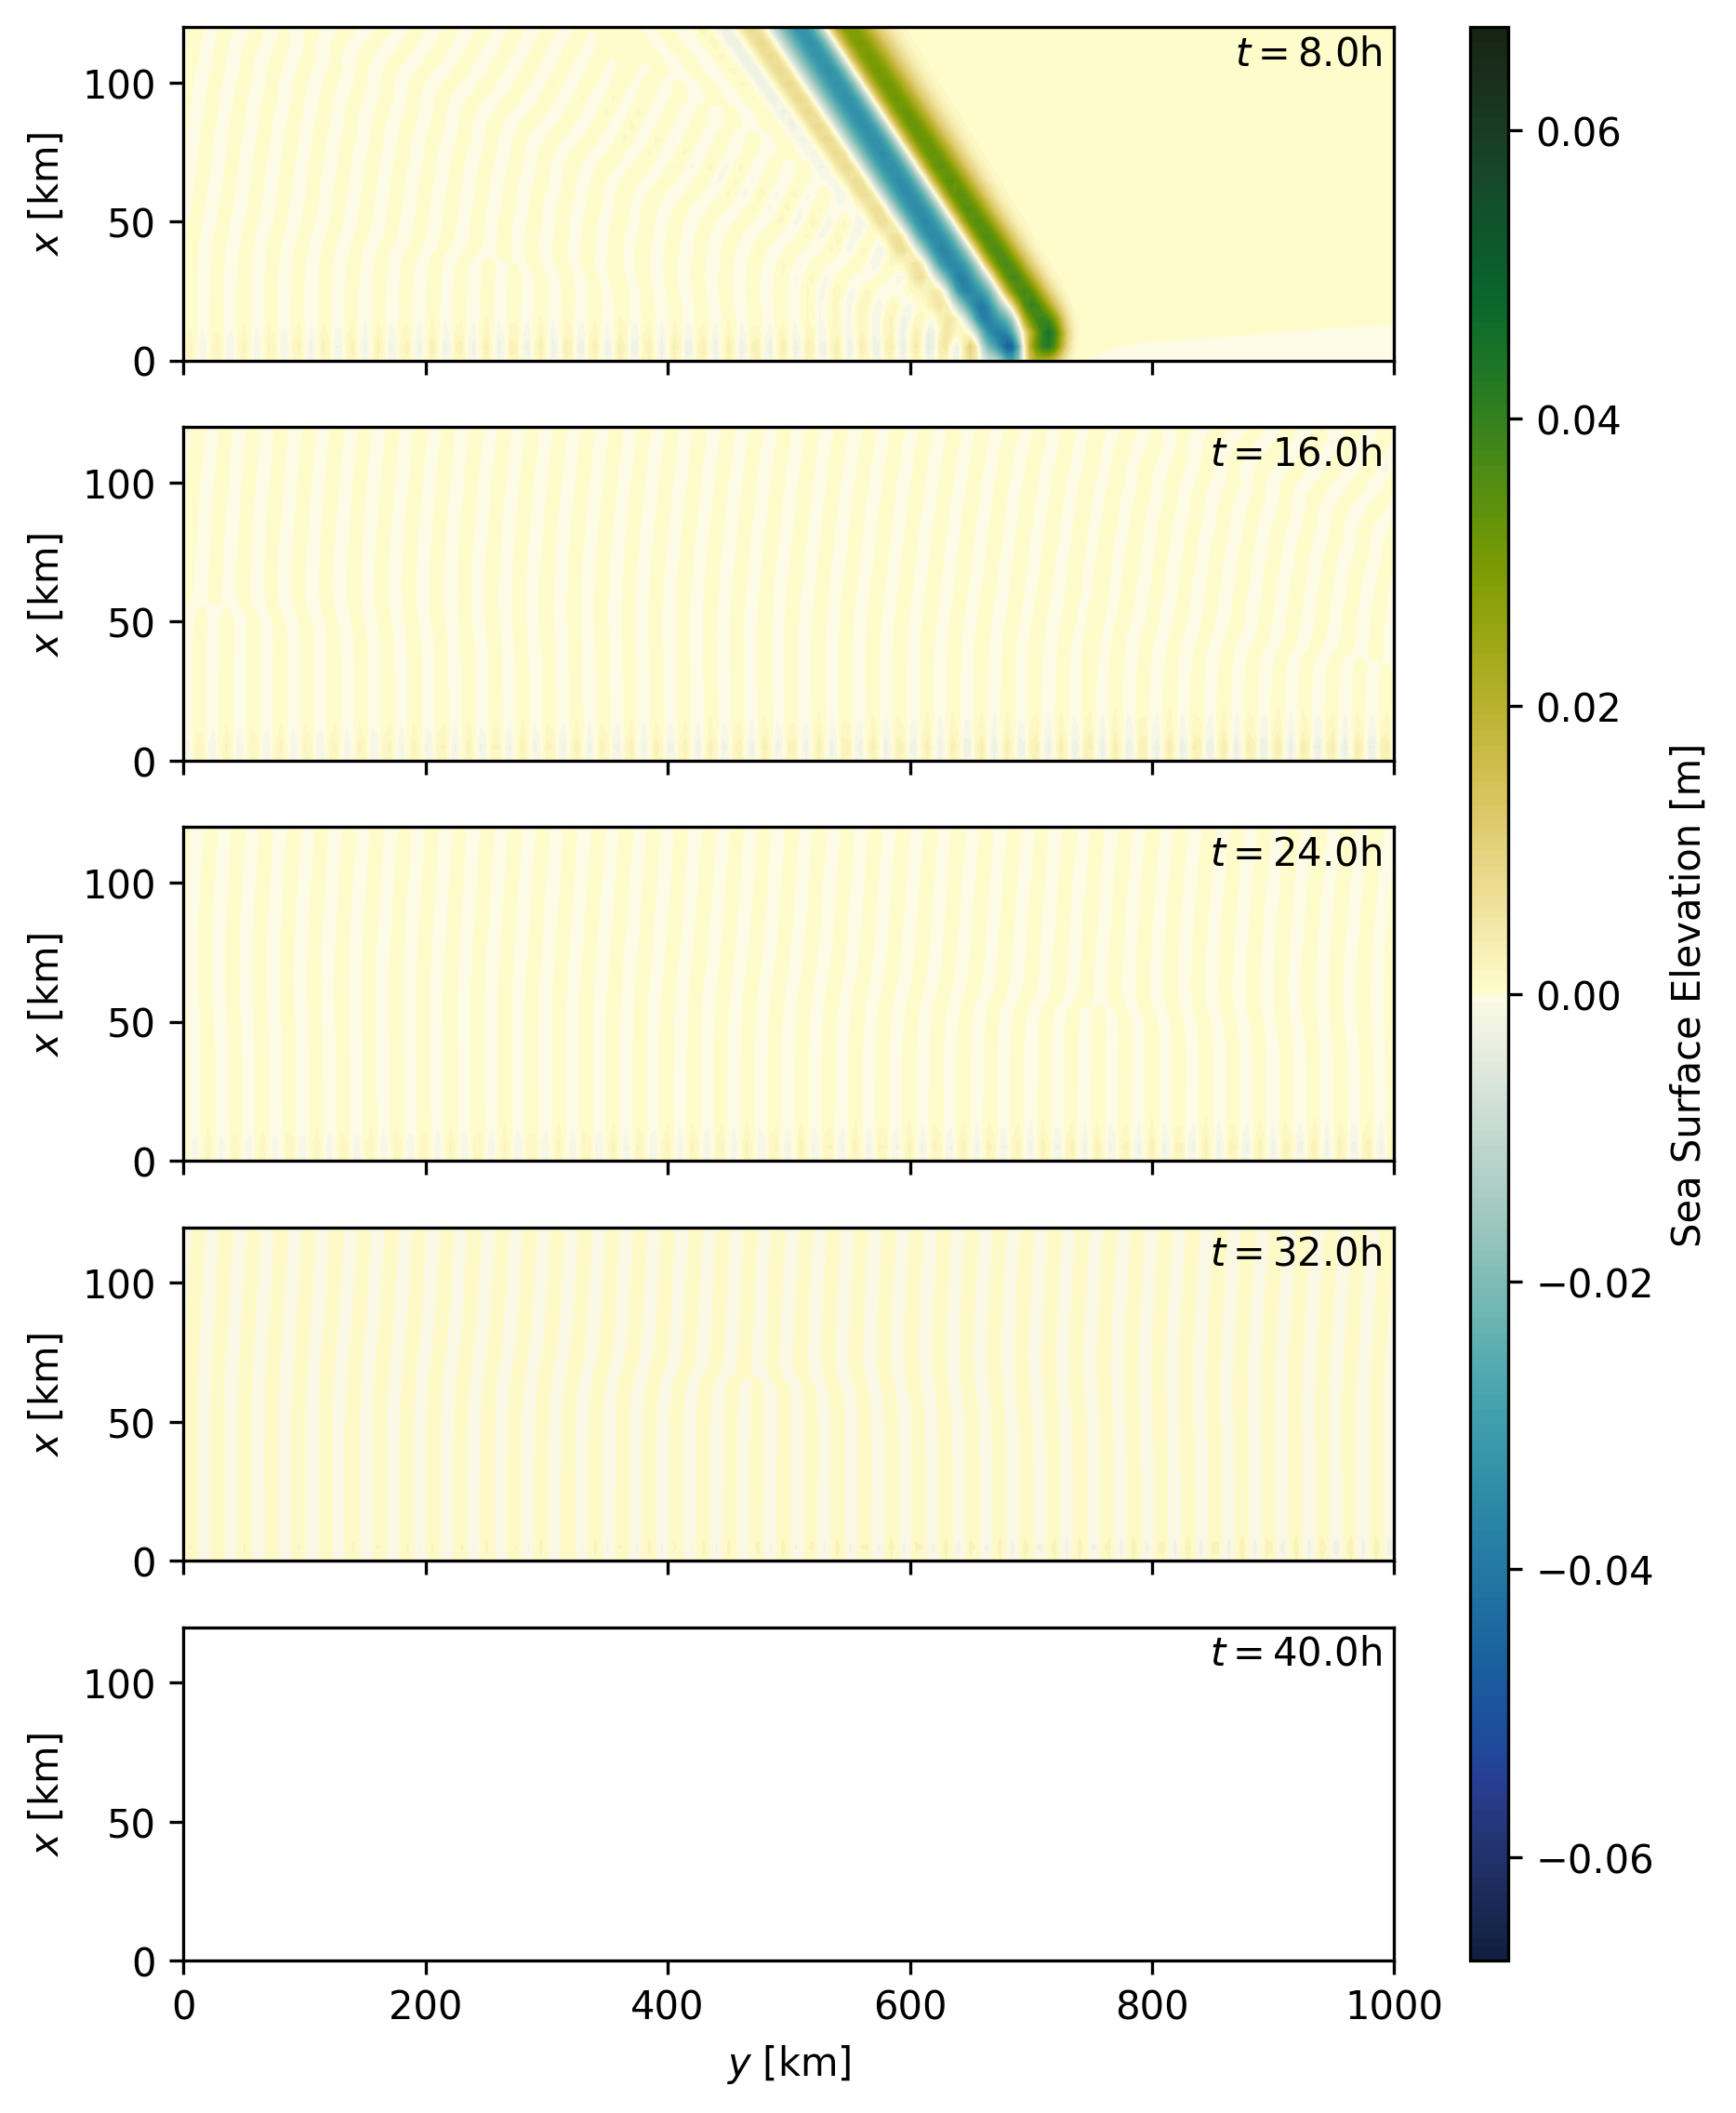 t = 8.0h
x [km]
100
50
0
t = 16.0h
x [km]
100
50
0
t = 24.0h
x [km]
100
50
0
t = 32.0h
x [km]
100
50
0
t = 40.0h
x [km]
100
50
0
0 200 400 600 800 1000
y [km]
0.06
0.04
0.02
0.00
−0.02
−0.04
−0.06
Sea Surface Elevation [m]